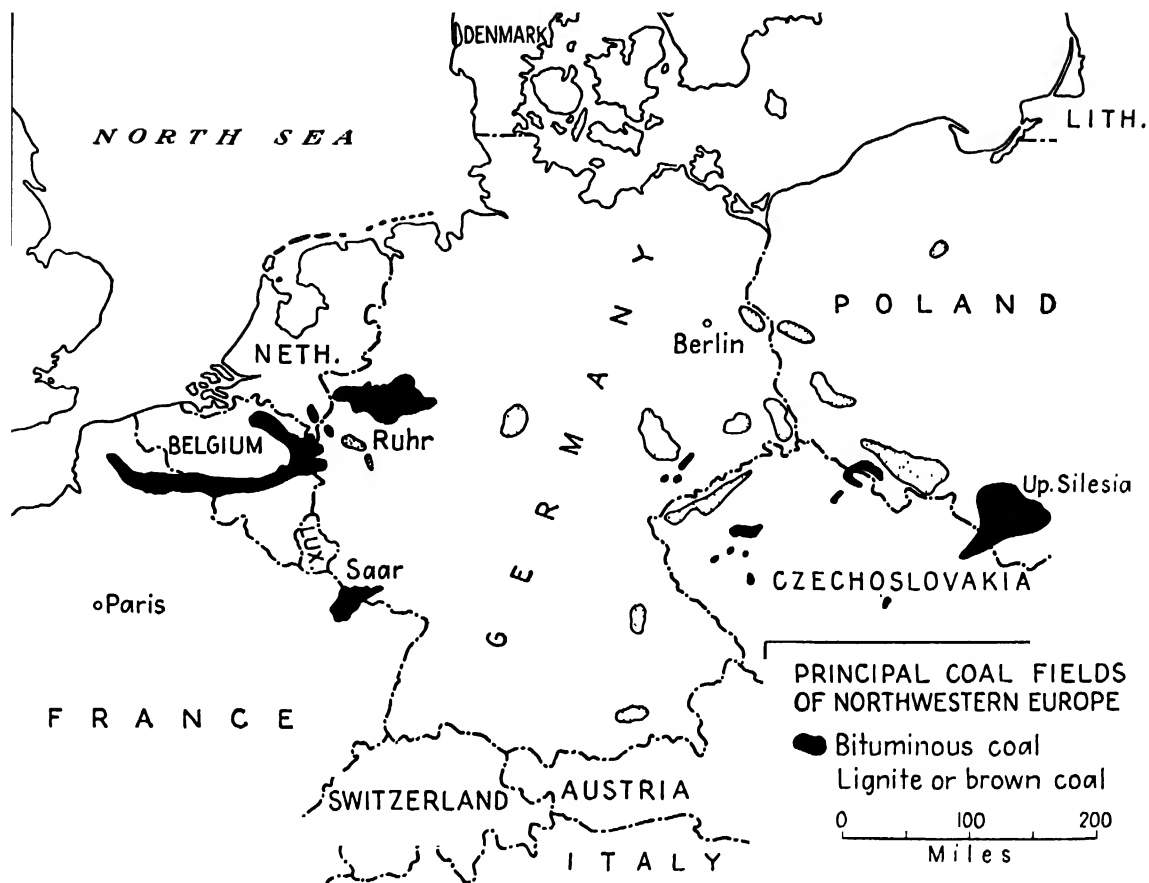 DENMARK
NORTH SEA
LITH.
GERMANY
POLAND
Berlin
NETH.
BELGIUM
Ruhr
Up. Silesia
LUX
Saar
CZECHOSLOVAKIA
Paris
PRINCIPAL COAL FIELDS
OF NORTHWESTERN EUROPE
FRANCE
Bituminous coal
Lignite or brown coal
SWITZERLAND
AUSTRIA
0 100 200
Miles
ITALY